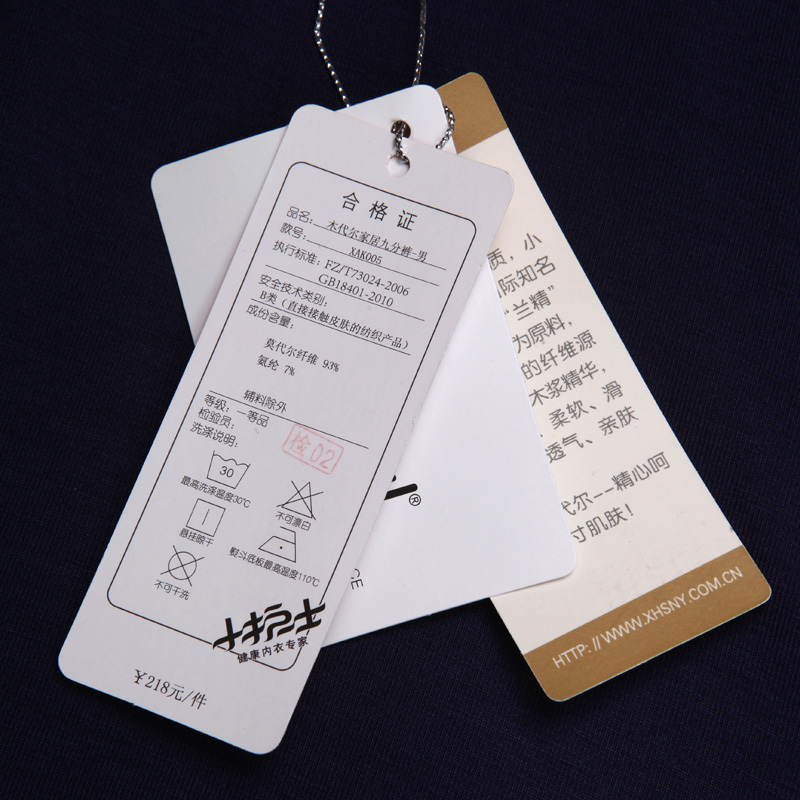 合格证
品名： 木代尔家居九分裤-男
款号： XAK005
执行标准： FZ/T73024-2006
GB18401-2010
安全技术类别：
B类（直接接触皮肤的纺织产品）
成份含量：
莫代尔纤维 93%
氨纶 7%
辅料除外
等级：一等品
检验员：
检02
洗涤说明：
30
最高洗涤温度30℃
不可漂白
悬挂晾干
熨斗底板最高温度110℃
不可干洗
健康内衣专家
¥218元/件
®
CE
质，小
国际知名
“兰精”
为原料，
的纤维源
木浆精华，
柔软、滑
透气、亲肤
代尔--精心呵
寸肌肤！
HTTP://WWW.XHSNY.COM.CN